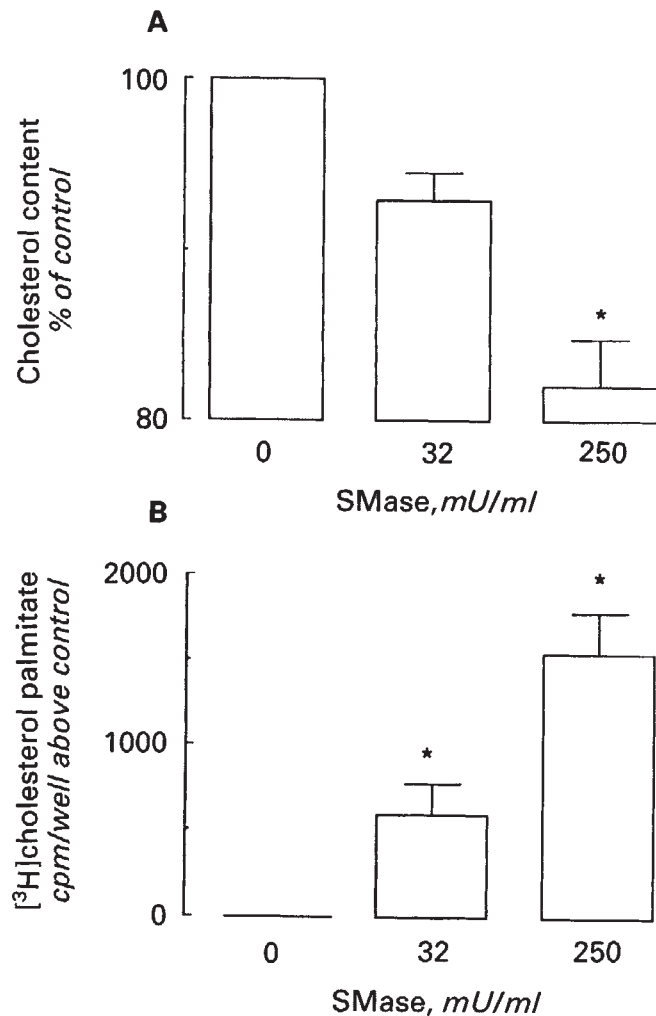 A
Cholesterol content
% of control
100
80
*
0 32 250
SMase, mU/ml
B
[³H]cholesterol palmitate
cpm/well above control
2000
1000
0
* *
0 32 250
SMase, mU/ml